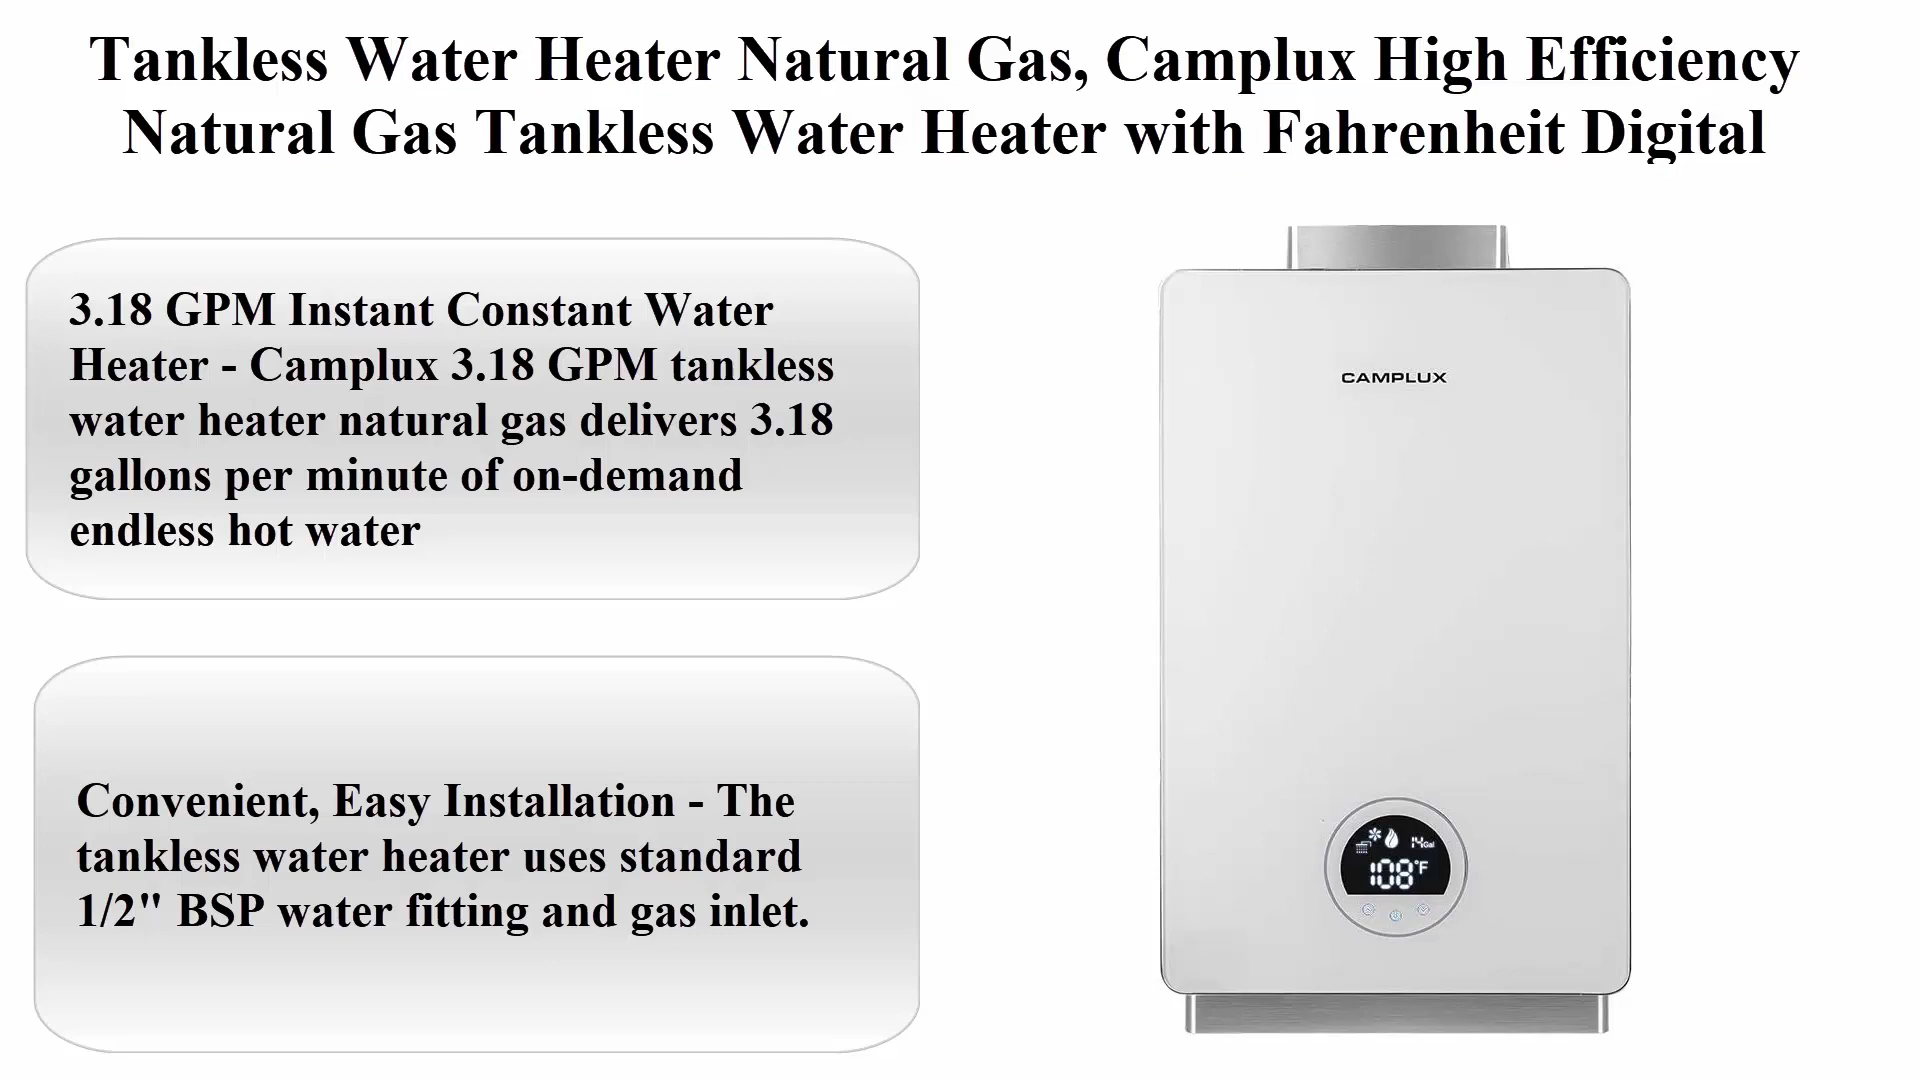 Tankless Water Heater Natural Gas, Camplux High Efficiency
Natural Gas Tankless Water Heater with Fahrenheit Digital
3.18 GPM Instant Constant Water
Heater - Camplux 3.18 GPM tankless
water heater natural gas delivers 3.18
gallons per minute of on-demand
endless hot water
Convenient, Easy Installation - The
tankless water heater uses standard
1/2" BSP water fitting and gas inlet.
CAMPLUX
14Gal
108°F